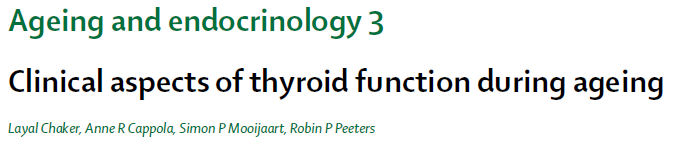 Ageing and endocrinology 3
Clinical aspects of thyroid function during ageing
Layal Chaker, Anne R Cappola, Simon P Mooijaart, Robin P Peeters